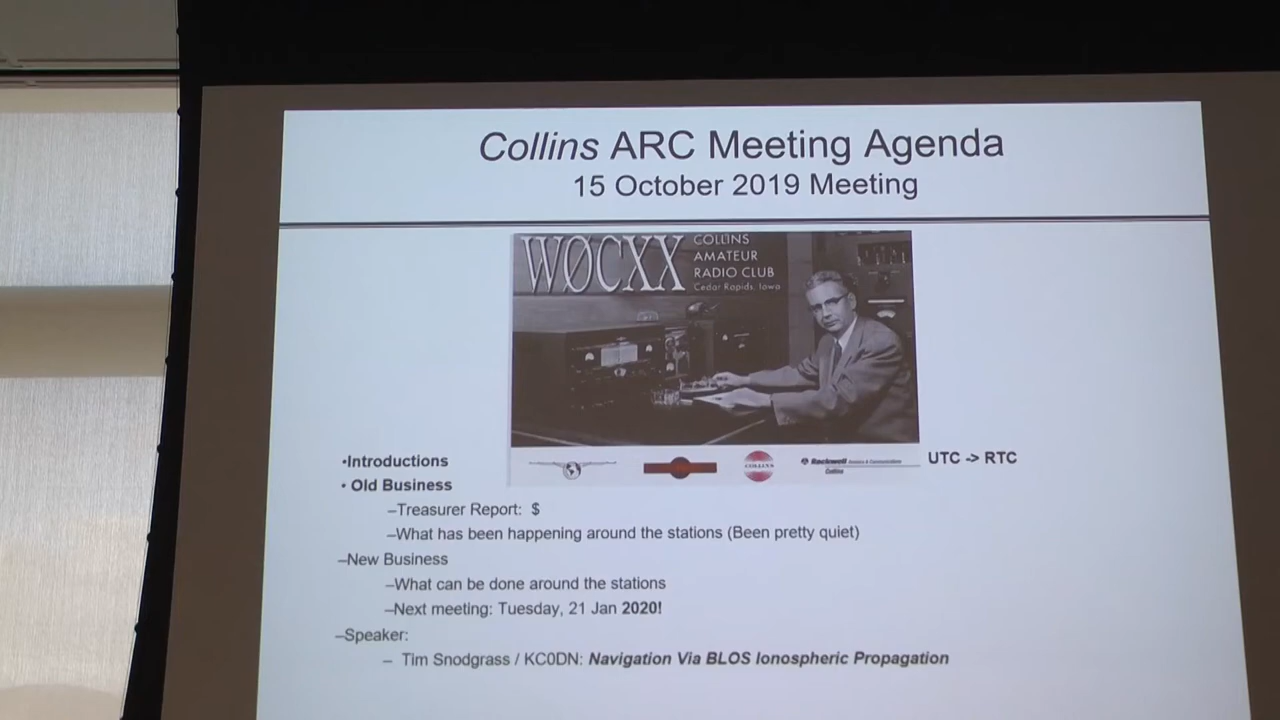 Collins ARC Meeting Agenda
15 October 2019 Meeting
WØCXX
COLLINS
AMATEUR
RADIO CLUB
Cedar Rapids, Iowa
COLLINS
Rockwell
Collins
UTC -> RTC
•Introductions
• Old Business
–Treasurer Report: $
–What has been happening around the stations (Been pretty quiet)
–New Business
–What can be done around the stations
–Next meeting: Tuesday, 21 Jan 2020!
–Speaker:
– Tim Snodgrass / KC0DN: Navigation Via BLOS Ionospheric Propagation